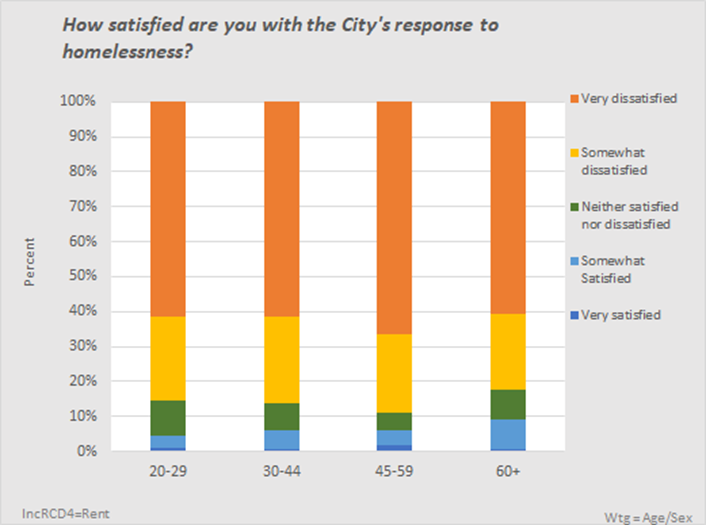 How satisfied are you with the City's response to
homelessness?
100%
90%
80%
70%
60%
50%
40%
30%
20%
10%
0%
Percent
20-29
30-44
45-59
60+
Very dissatisfied
Somewhat
dissatisfied
Neither satisfied
nor dissatisfied
Somewhat
Satisfied
Very satisfied
IncRCD4=Rent
Wtg = Age/Sex